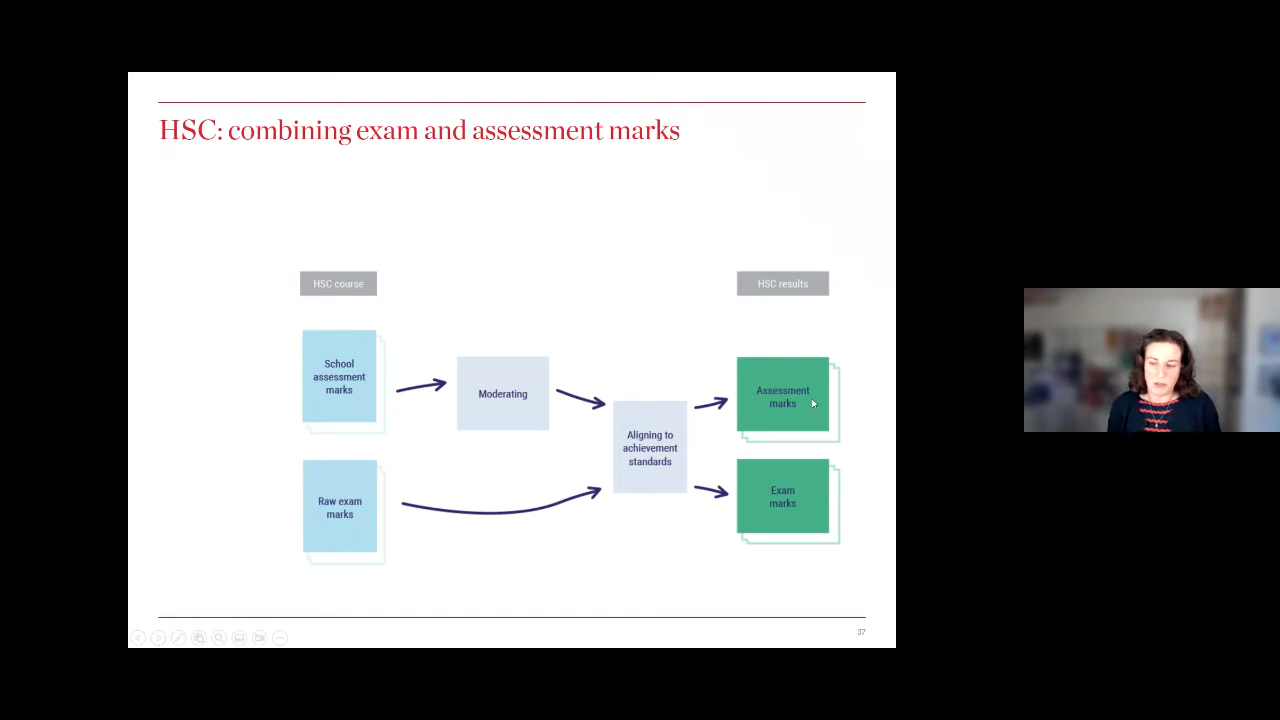 HSC: combining exam and assessment marks
HSC course
HSC results
School
assessment
marks
Moderating
Assessment
marks
Aligning to
achievement
standards
Raw exam
marks
Exam
marks
37